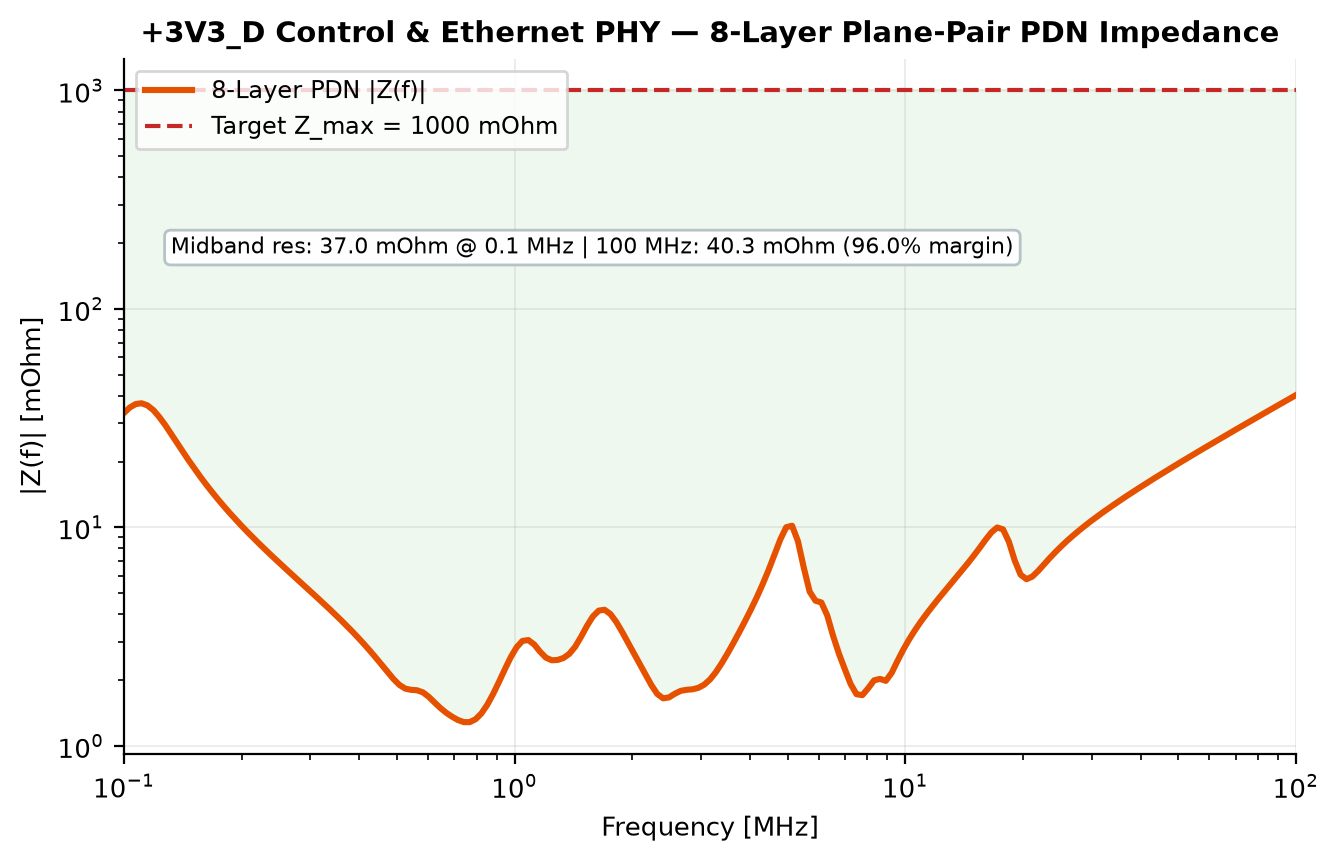 +3V3_D Control & Ethernet PHY — 8-Layer Plane-Pair PDN Impedance
8-Layer PDN |Z(f)|
Target Z_max = 1000 mOhm
Midband res: 37.0 mOhm @ 0.1 MHz | 100 MHz: 40.3 mOhm (96.0% margin)
|Z(f)| [mOhm]
10³
10²
10¹
10⁰
10⁻¹ 10⁰ 10¹ 10²
Frequency [MHz]